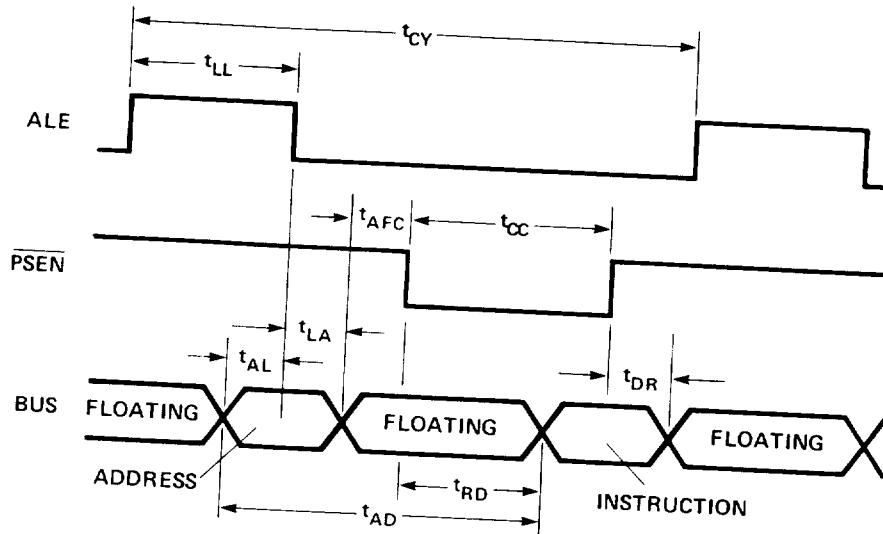 tCY
tLL
ALE
tAFC
tCC
PSEN
tLA
tAL
tDR
BUS
FLOATING
FLOATING
FLOATING
ADDRESS
tRD
INSTRUCTION
tAD